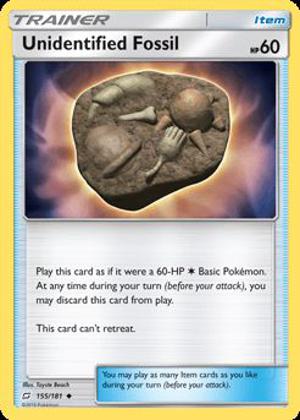 TRAINER
Item
Unidentified Fossil
HP60
Play this card as if it were a 60-HP Basic Pokémon.
At any time during your turn (before your attack), you
may discard this card from play.
This card can't retreat.
Illus. Toyste Beach
155/181
©2019 Pokémon
You may play as many Item cards as you like
during your turn (before your attack).